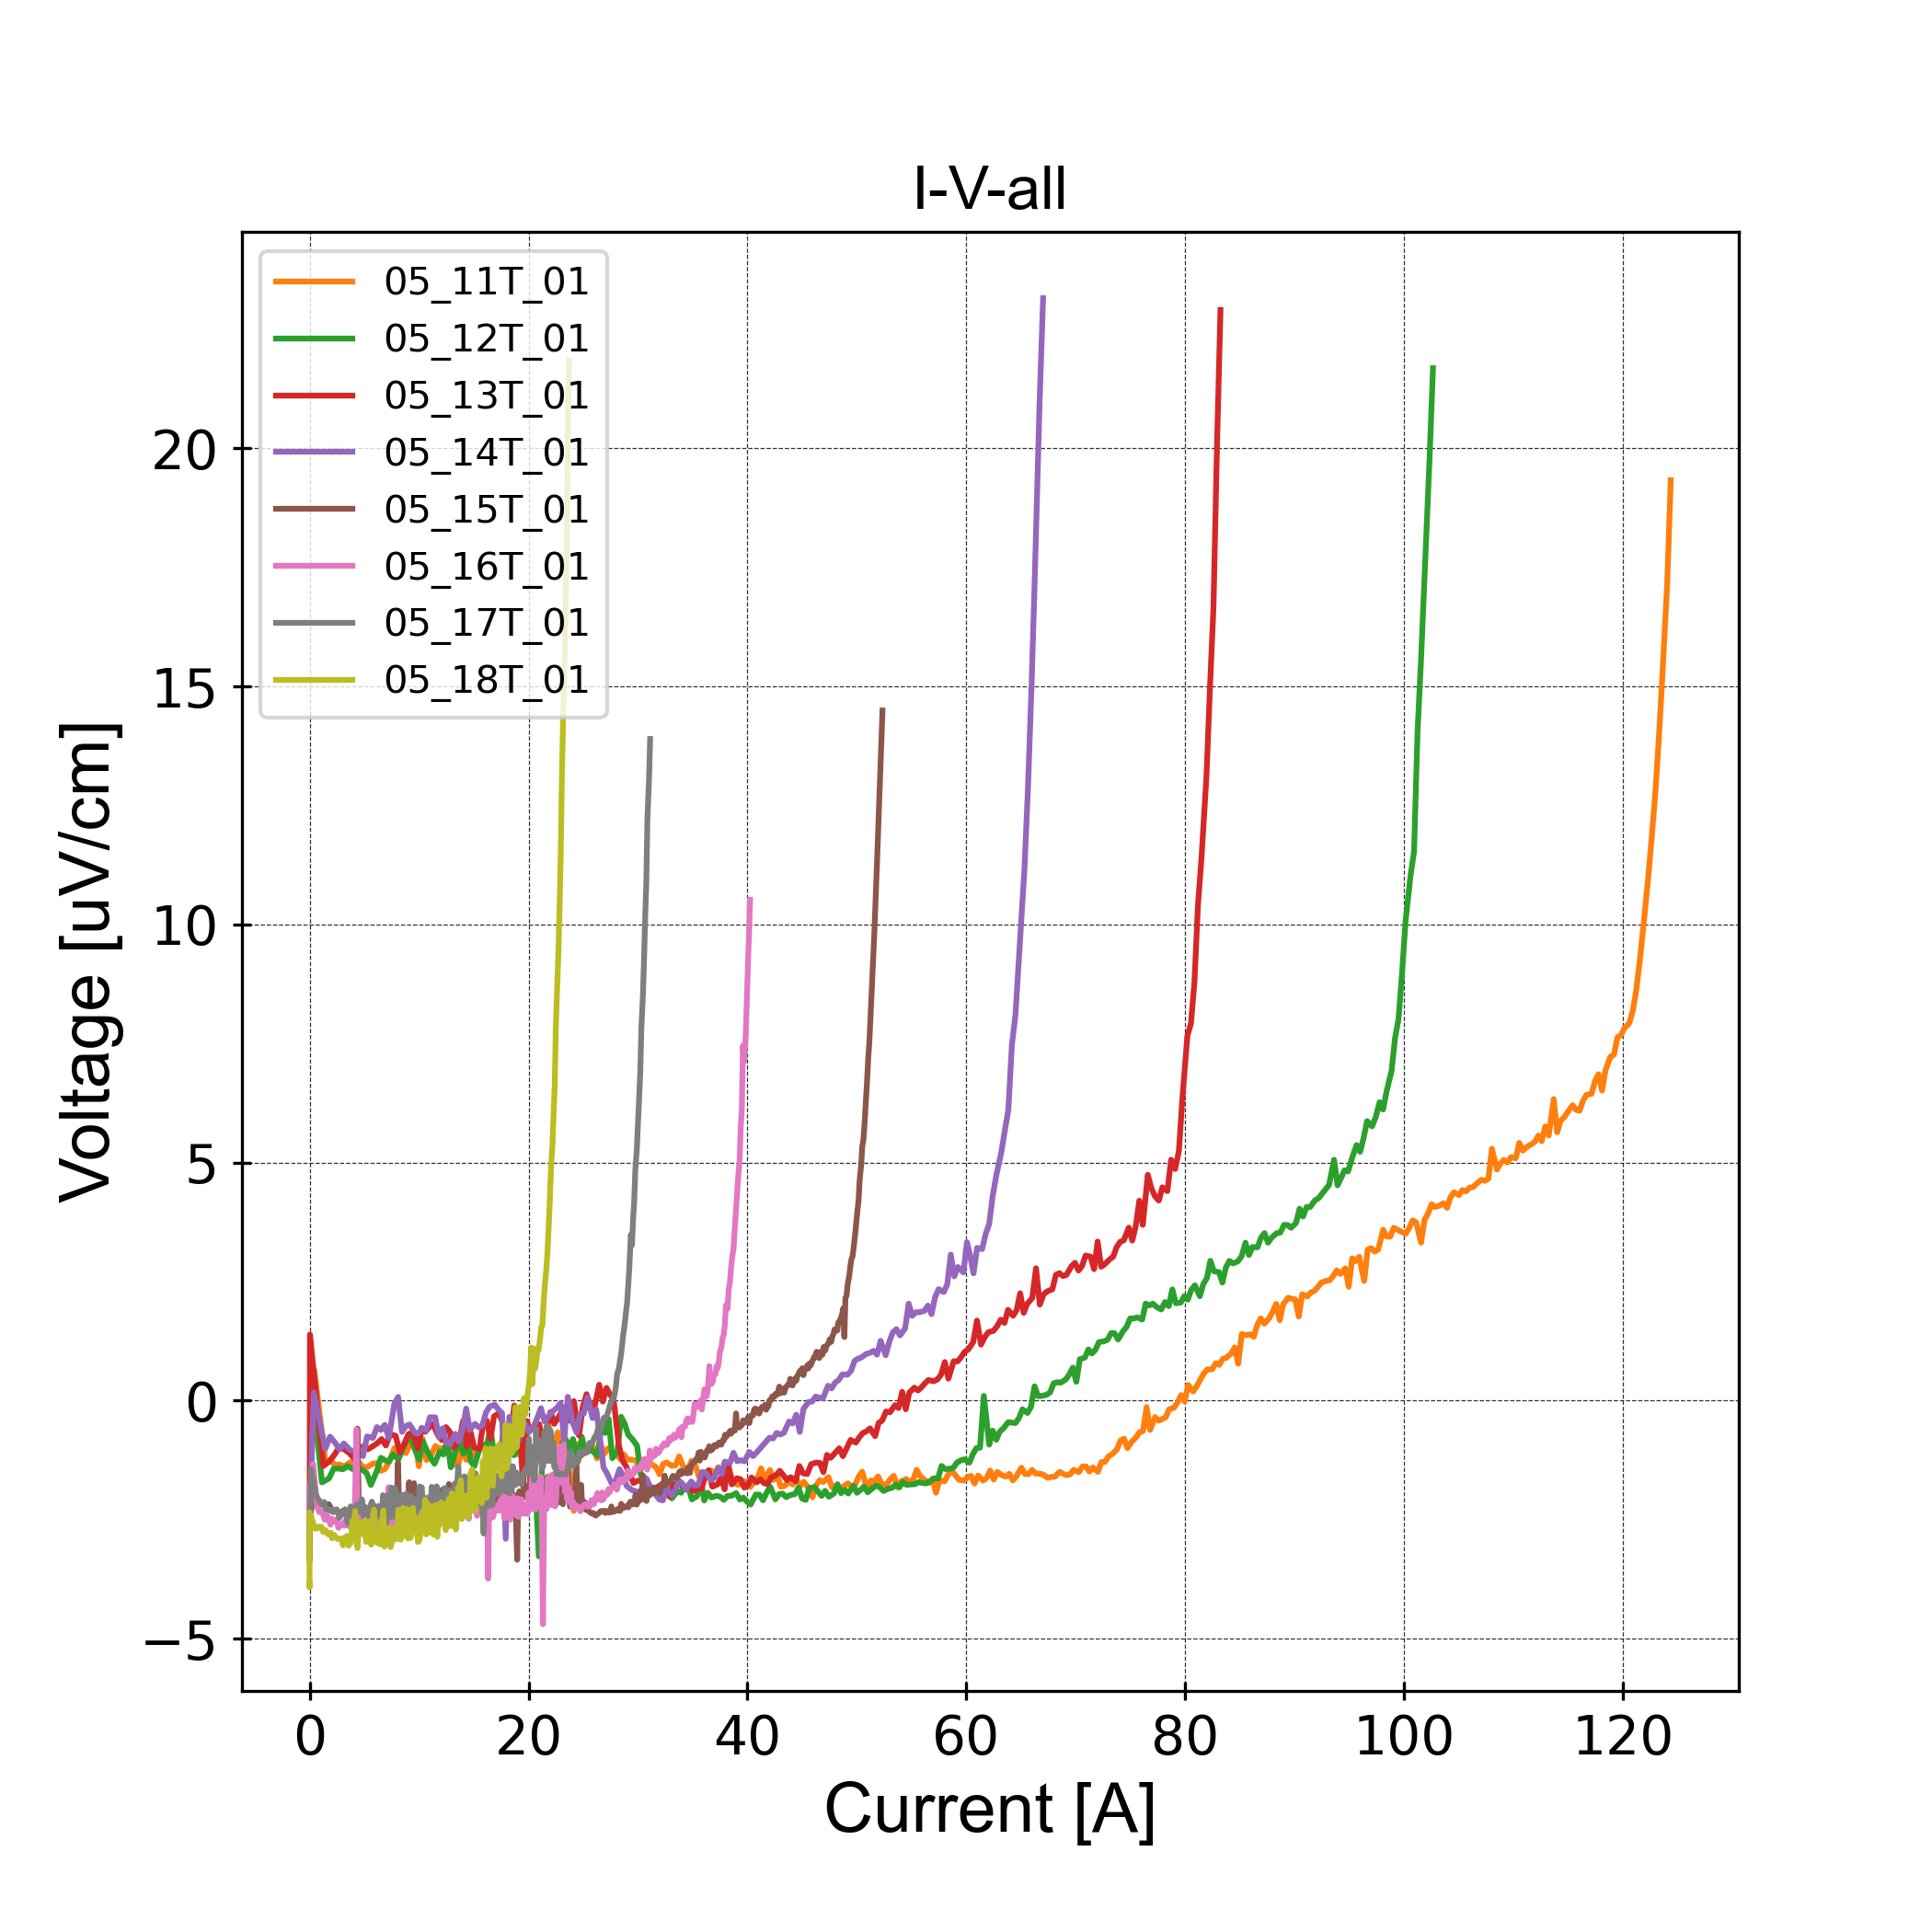 I-V-all
05_11T_01
05_12T_01
05_13T_01
05_14T_01
05_15T_01
05_16T_01
05_17T_01
05_18T_01
Voltage [uV/cm]
20
15
10
5
0
−5
0 20 40 60 80 100 120
Current [A]